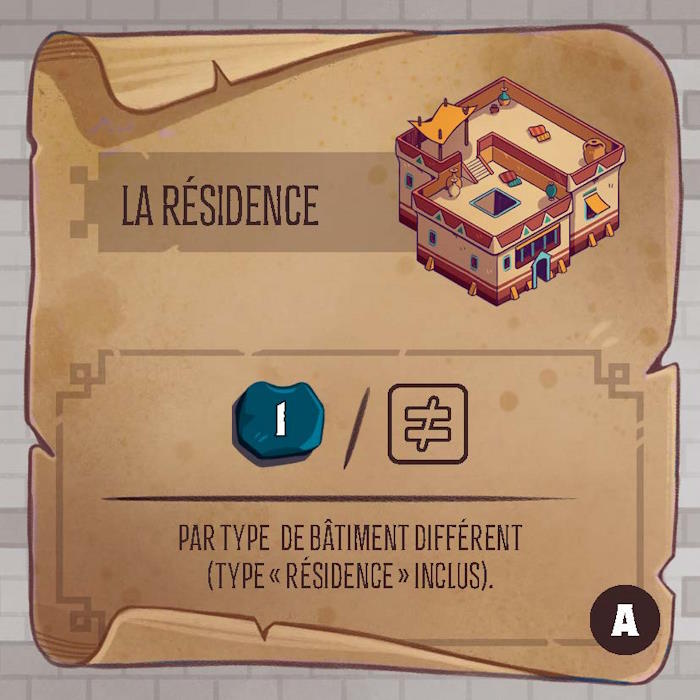 LA RÉSIDENCE
1 / ≠
PAR TYPE DE BÂTIMENT DIFFÉRENT
(TYPE « RÉSIDENCE » INCLUS).
A